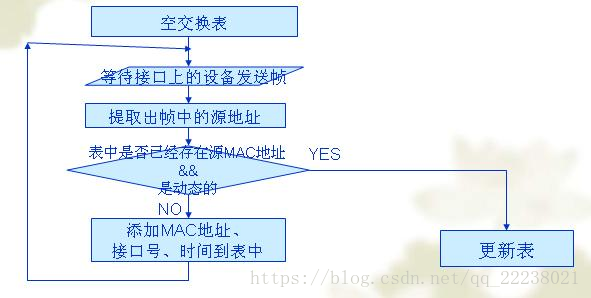 空交换表
等待接口上的设备发送帧
提取出帧中的源地址
表中是否已经存在源MAC地址
&&
是动态的
YES
NO
添加MAC地址、
接口号、时间到表中
更新表
https://blog.csdn.net/qq_22238021